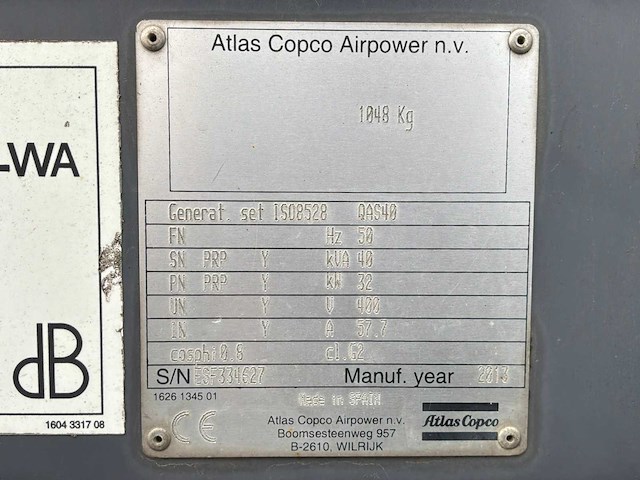 Atlas Copco Airpower n.v.
1048 Kg
Generat. set ISO8528 QAS40
FN Hz 50
SN PRP Y kVA 40
PN PRP Y kW 32
UN Y V 400
IN Y A 57.7
cosphi 0.8 cl.G2
S/N ESF334627 Manuf. year 2013
1626 1345 01 Made in SPAIN
CE
Atlas Copco Airpower n.v.
Boomsesteenweg 957
B-2610, WILRIJK
Atlas Copco
-WA
dB
1604 3317 08